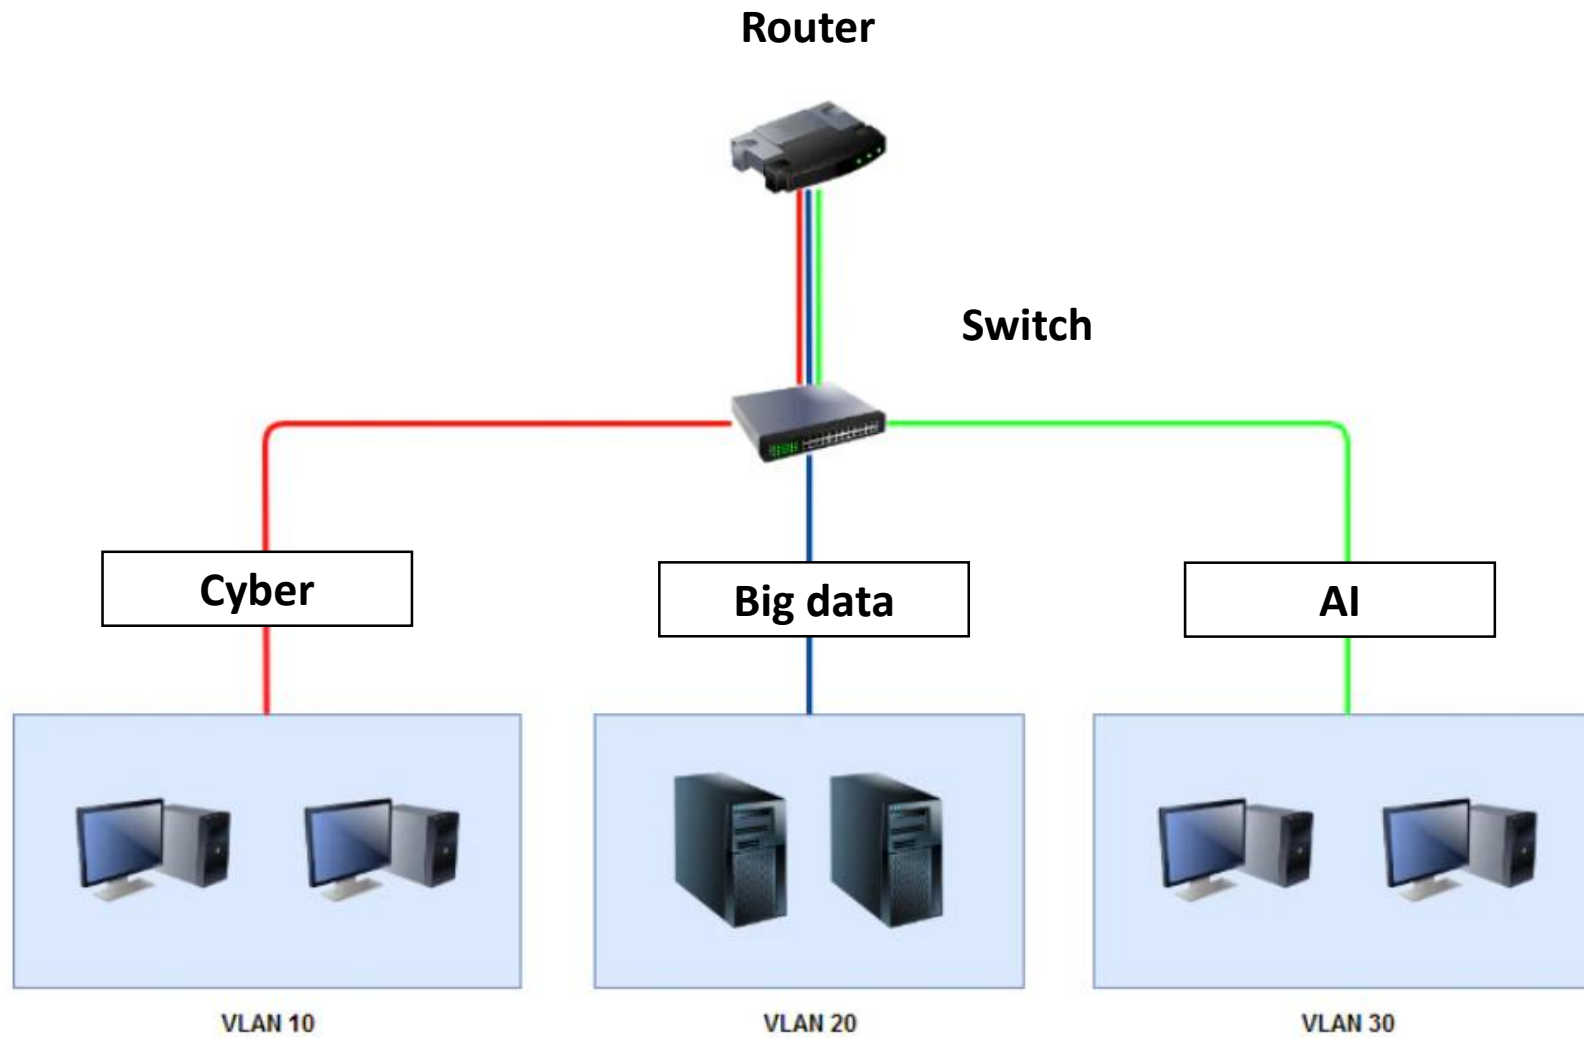 Router
Switch
Cyber
Big data
AI
VLAN 10
VLAN 20
VLAN 30